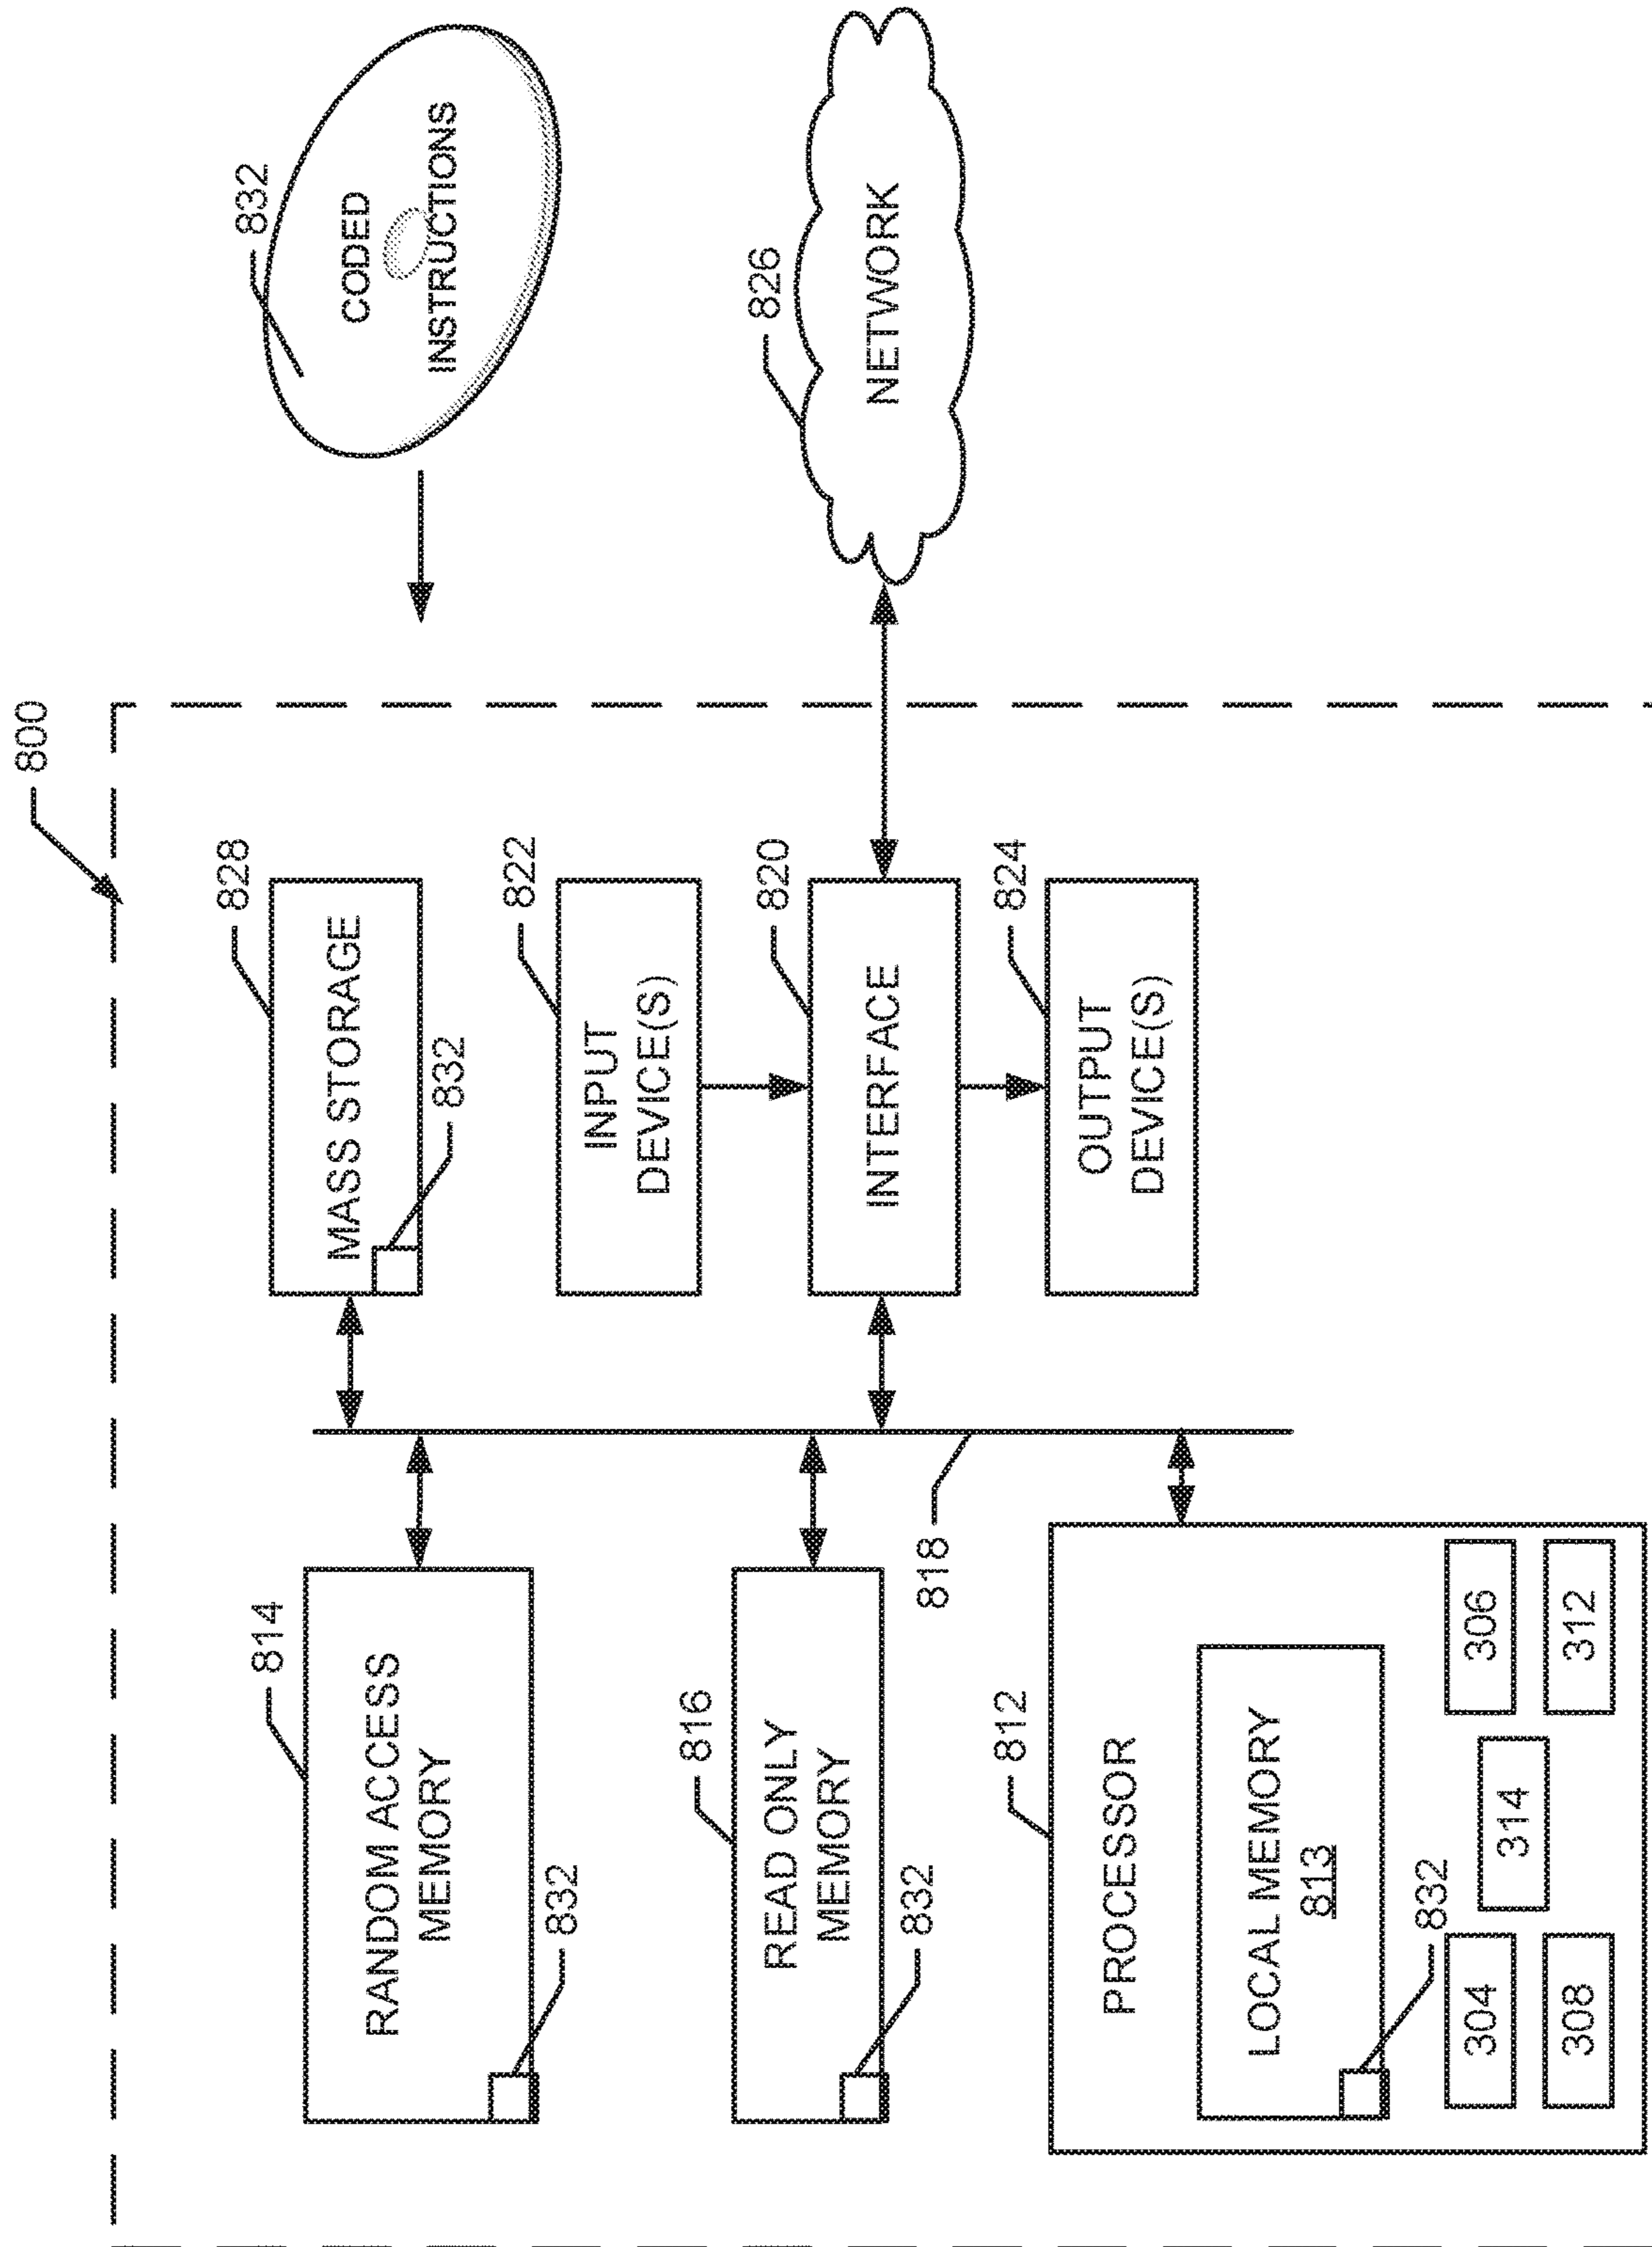 800
814
RANDOM ACCESS
MEMORY
832
816
READ ONLY
MEMORY
832
812
PROCESSOR
LOCAL MEMORY
813
832
304
306
314
308
312
818
828
MASS STORAGE
832
822
INPUT
DEVICE(S)
820
INTERFACE
824
OUTPUT
DEVICE(S)
832
CODED
INSTRUCTIONS
826
NETWORK